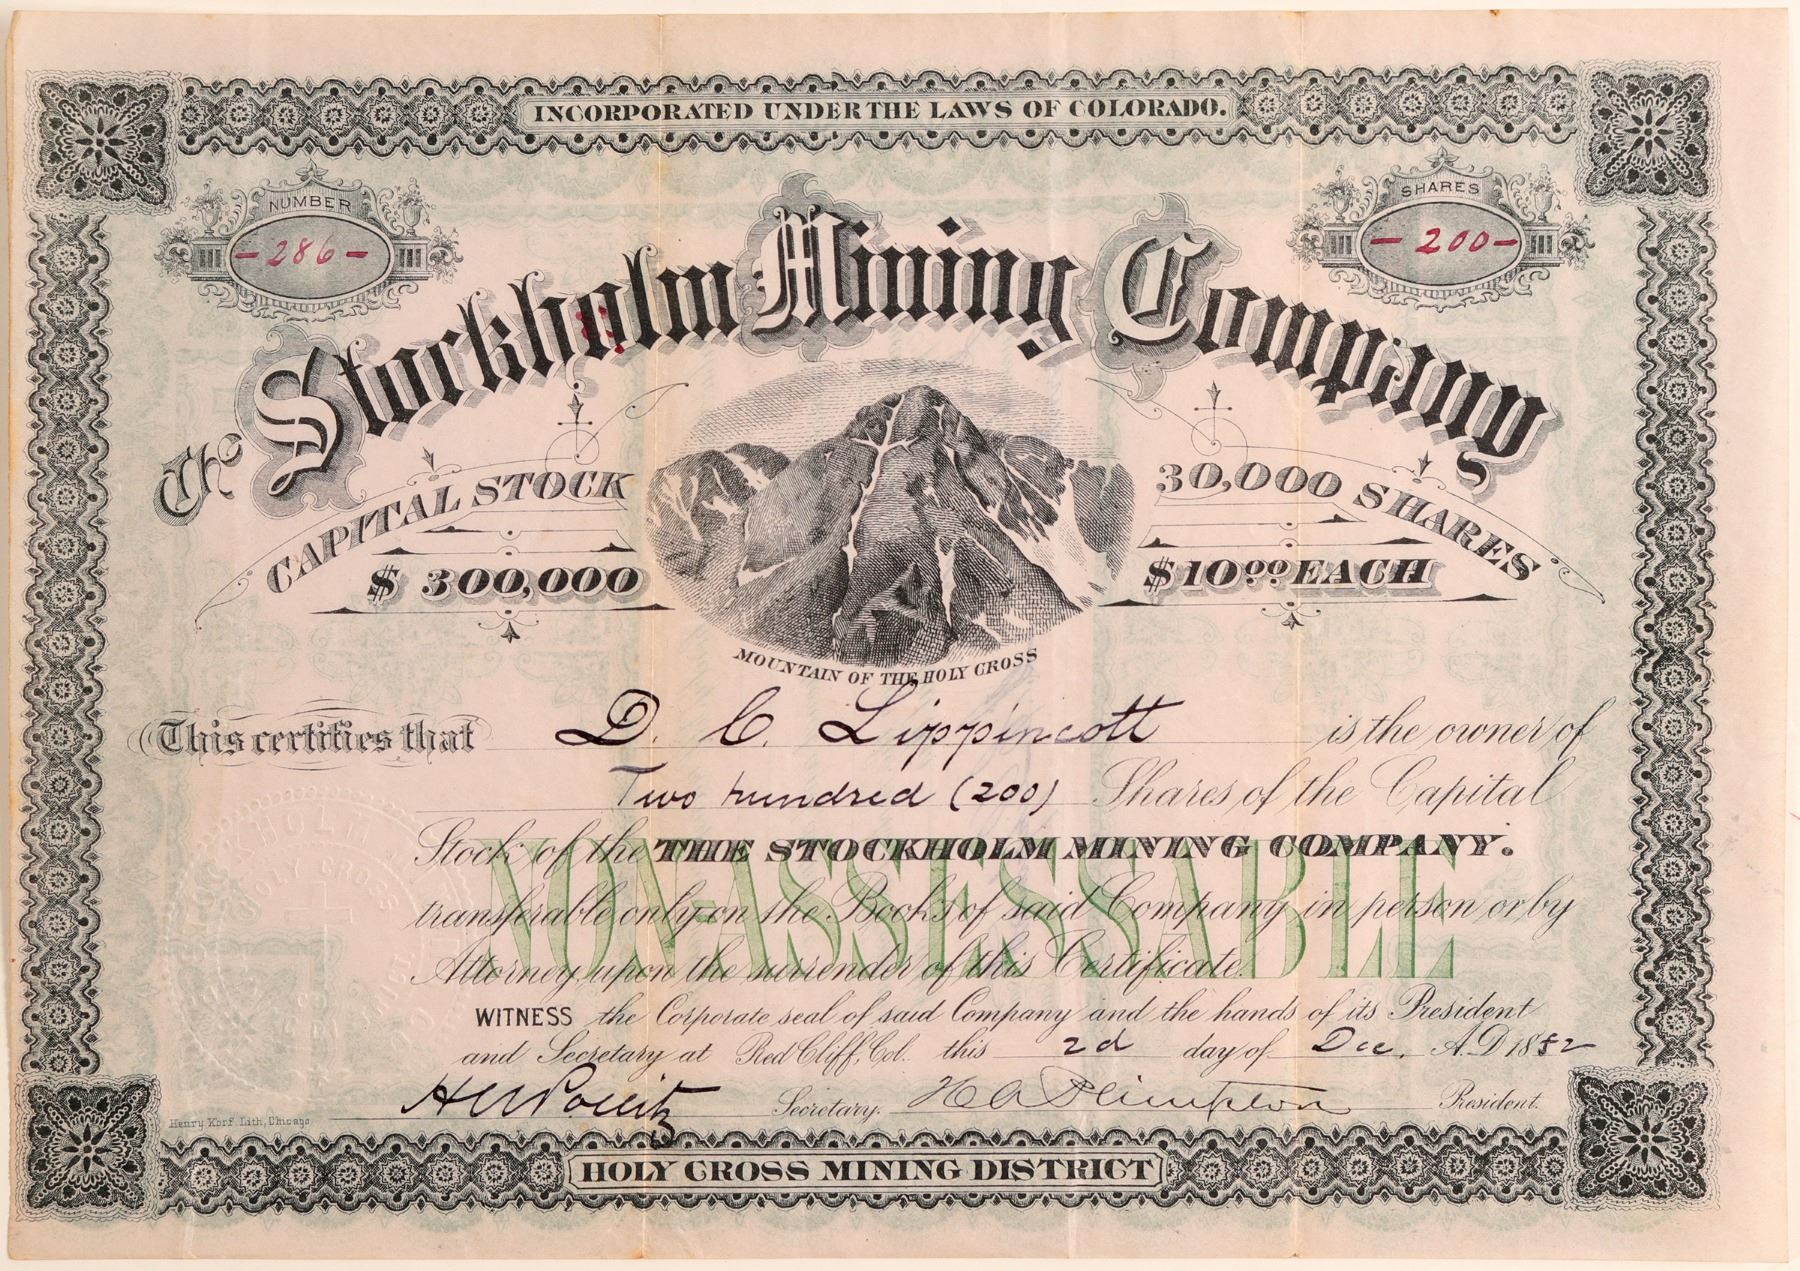 INCORPORATED UNDER THE LAWS OF COLORADO.
NUMBER
-286-
SHARES
-200-
The Stockholm Mining Company
CAPITAL STOCK
$300,000
30,000 SHARES
$10.00 EACH
MOUNTAIN OF THE HOLY CROSS
This certifies that D. C. Lippincott is the owner of
Two hundred (200) Shares of the Capital
Stock of the THE STOCKHOLM MINING COMPANY.
NON-ASSESSABLE
transferable only on the Books of said Company in person or by
Attorney upon the surrender of this Certificate.
WITNESS the Corporate seal of said Company and the hands of its President
and Secretary at Red Cliff, Col. this 2d day of Dec. A.D. 1882
Secretary. President.
Henry Korf Lith, Chicago
HOLY CROSS MINING DISTRICT